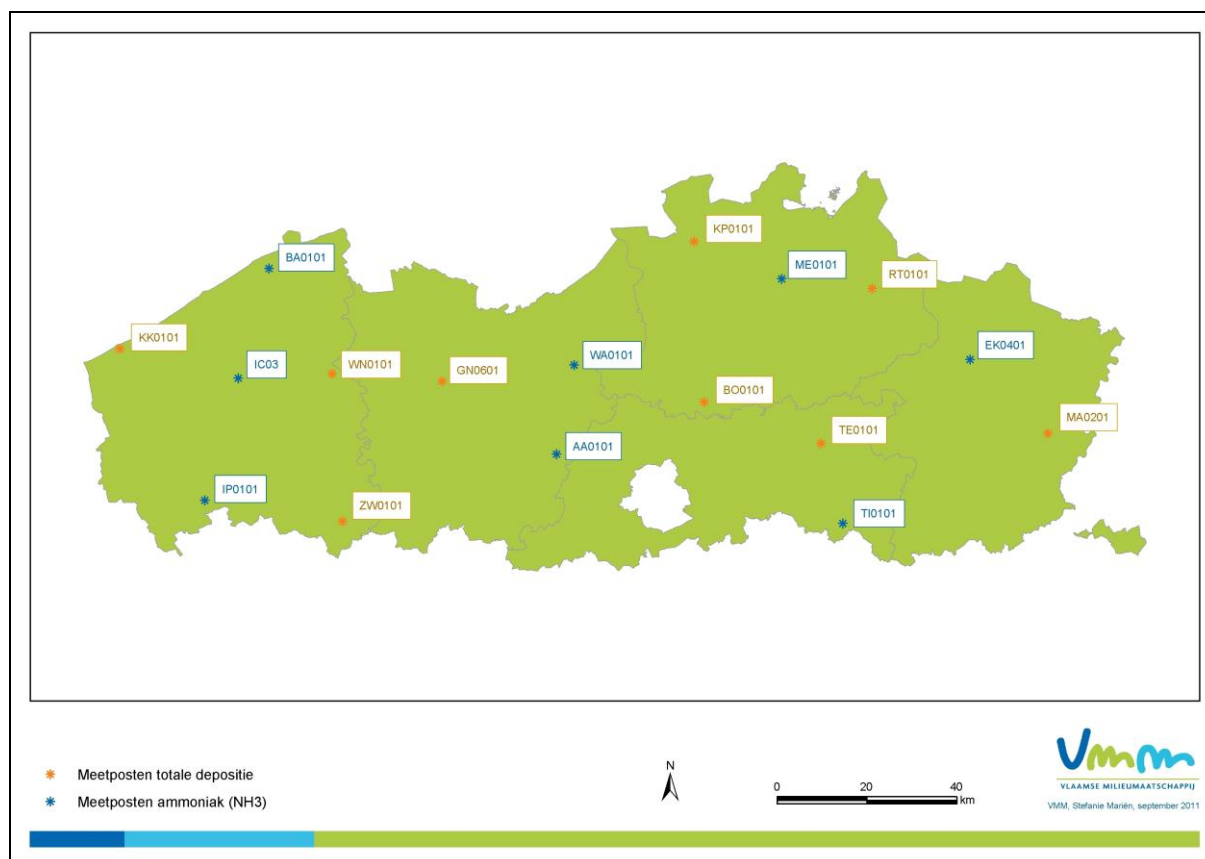 KP0101
BA0101
ME0101
RT0101
KK0101
EK0401
WA0101
IC03
WN0101
GN0601
BO0101
MA0201
TE0101
AA0101
IP0101
ZW0101
TI0101
Meetposten totale depositie
Meetposten ammoniak (NH3)
N
0 20 40
km
Vmm
VLAAMSE MILIEUMAATSCHAPPIJ
VMM, Stefanie Mariën, september 2011